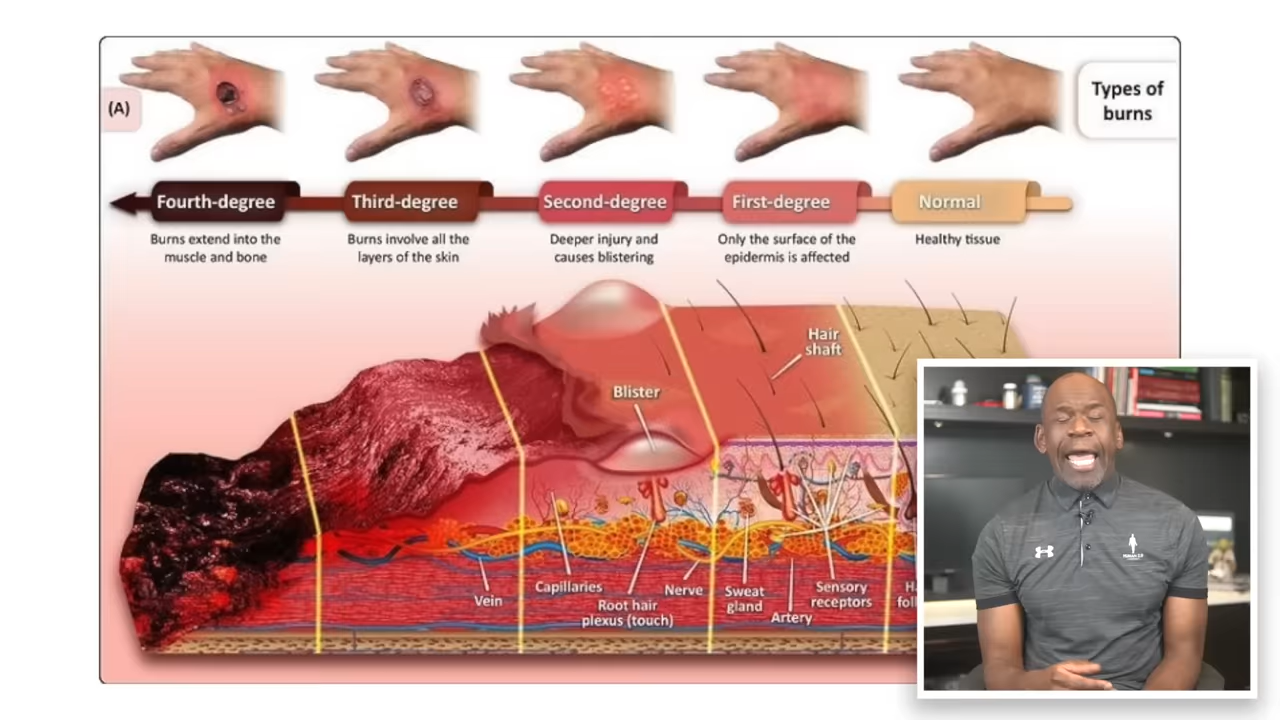 (A)
Types of
burns
Fourth-degree
Third-degree
Second-degree
First-degree
Normal
Burns extend into the
muscle and bone
Burns involve all the
layers of the skin
Deeper injury and
causes blistering
Only the surface of the
epidermis is affected
Healthy tissue
Hair
shaft
Blister
Vein
Capillaries
Root hair
plexus (touch)
Nerve
Sweat
gland
Artery
Sensory
receptors